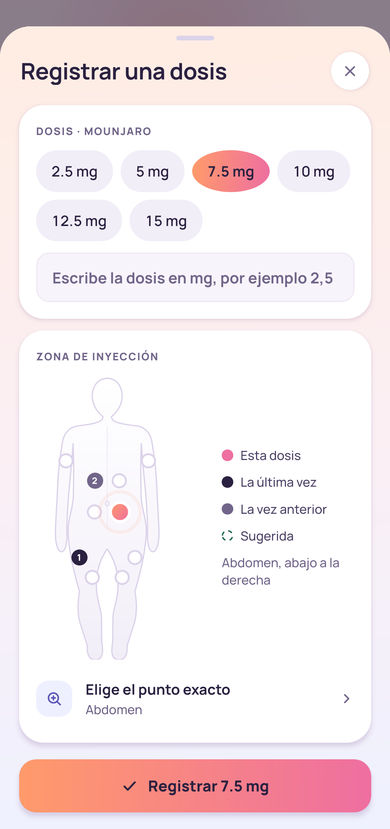 Registrar una dosis
DOSIS · MOUNJARO
2.5 mg
5 mg
7.5 mg
10 mg
12.5 mg
15 mg
Escribe la dosis en mg, por ejemplo 2,5
ZONA DE INYECCIÓN
2
1
Esta dosis
La última vez
La vez anterior
Sugerida
Abdomen, abajo a la
derecha
Elige el punto exacto
Abdomen
Registrar 7.5 mg